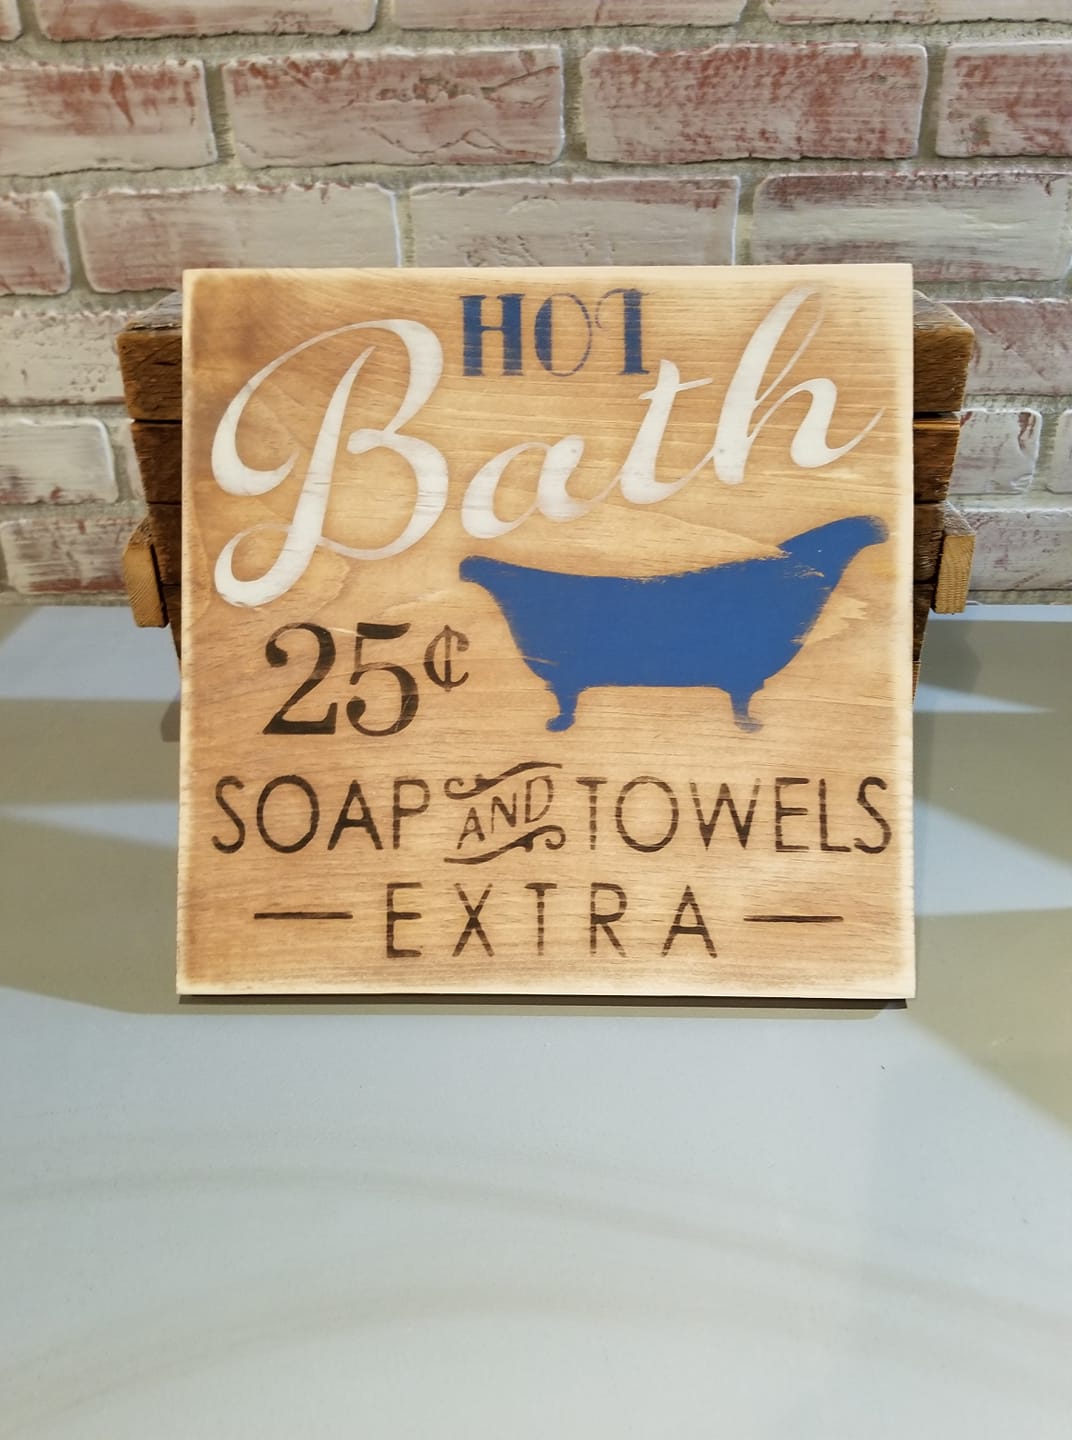 HOT
Bath
25¢
SOAP AND TOWELS
EXTRA